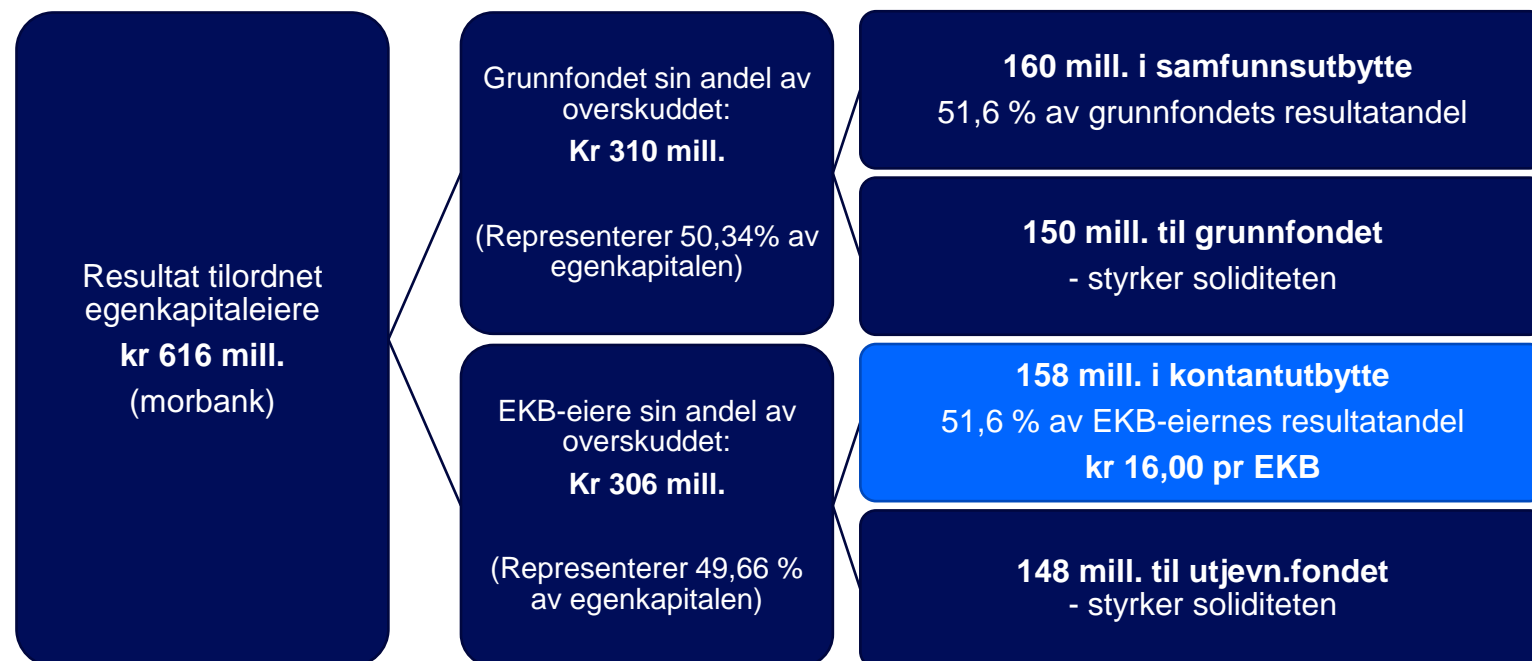 Resultat tilordnet
egenkapitaleiere
kr 616 mill.
(morbank)
Grunnfondet sin andel av
overskuddet:
Kr 310 mill.
(Representerer 50,34% av
egenkapitalen)
EKB-eiere sin andel av
overskuddet:
Kr 306 mill.
(Representerer 49,66 %
av egenkapitalen)
160 mill. i samfunnsutbytte
51,6 % av grunnfondets resultatandel
150 mill. til grunnfondet
- styrker soliditeten
158 mill. i kontantutbytte
51,6 % av EKB-eiernes resultatandel
kr 16,00 pr EKB
148 mill. til utjevn.fondet
- styrker soliditeten